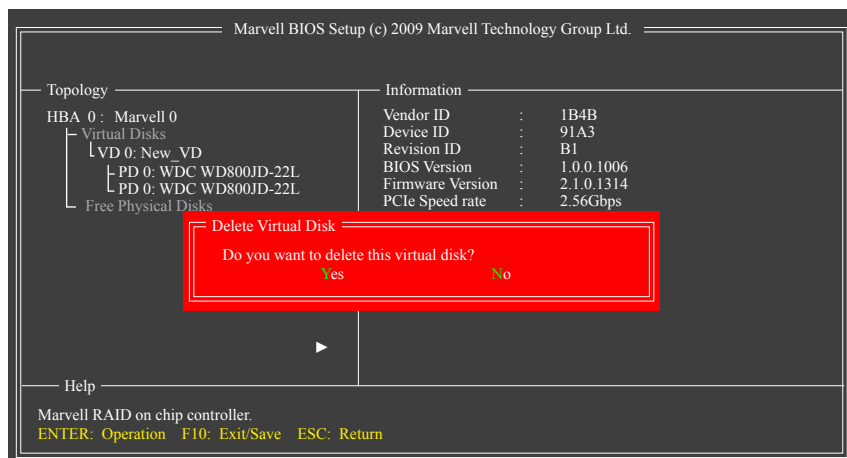 Marvell BIOS Setup (c) 2009 Marvell Technology Group Ltd.
Topology
HBA 0 : Marvell 0
Virtual Disks
VD 0: New_VD
PD 0: WDC WD800JD-22L
PD 0: WDC WD800JD-22L
Free Physical Disks
Information
Vendor ID : 1B4B
Device ID : 91A3
Revision ID : B1
BIOS Version : 1.0.0.1006
Firmware Version : 2.1.0.1314
PCIe Speed rate : 2.56Gbps
Delete Virtual Disk
Do you want to delete this virtual disk?
Yes No
Help
Marvell RAID on chip controller.
ENTER: Operation F10: Exit/Save ESC: Return